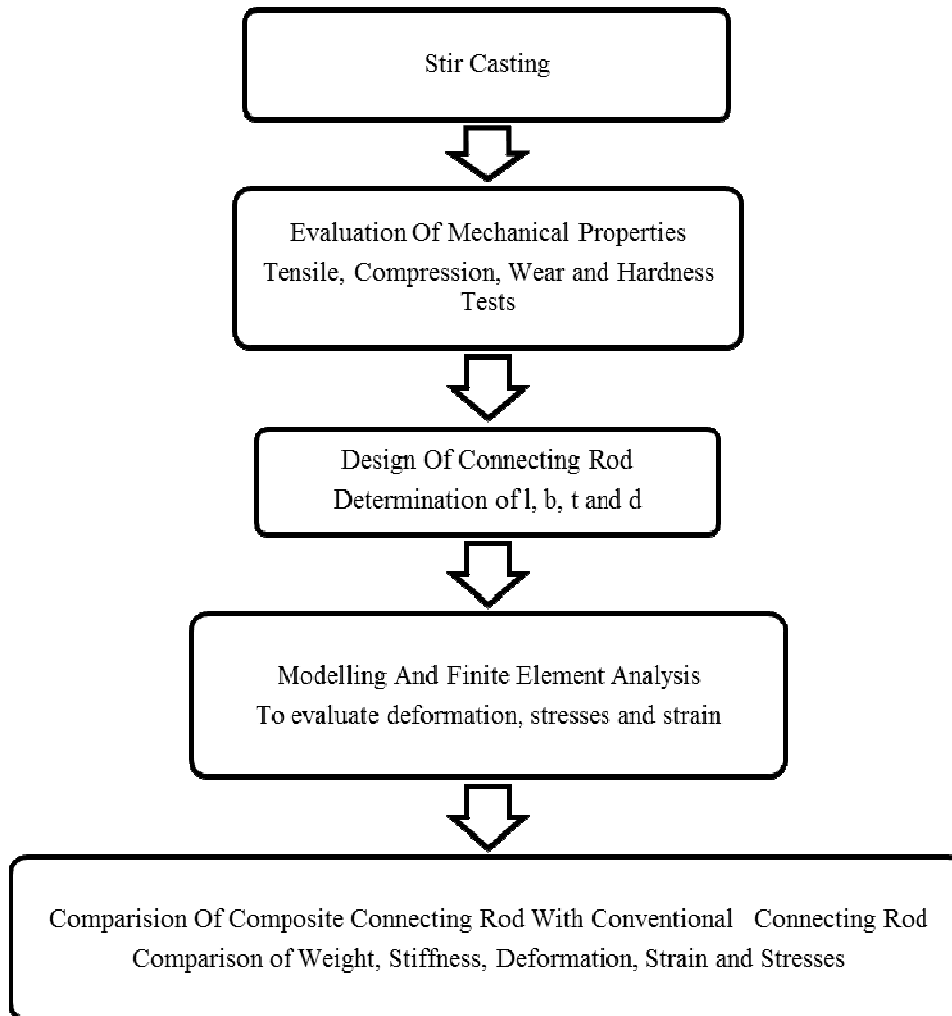 Stir Casting
Evaluation Of Mechanical Properties
Tensile, Compression, Wear and Hardness
Tests
Design Of Connecting Rod
Determination of l, b, t and d
Modelling And Finite Element Analysis
To evaluate deformation, stresses and strain
Comparision Of Composite Connecting Rod With Conventional Connecting Rod
Comparison of Weight, Stiffness, Deformation, Strain and Stresses